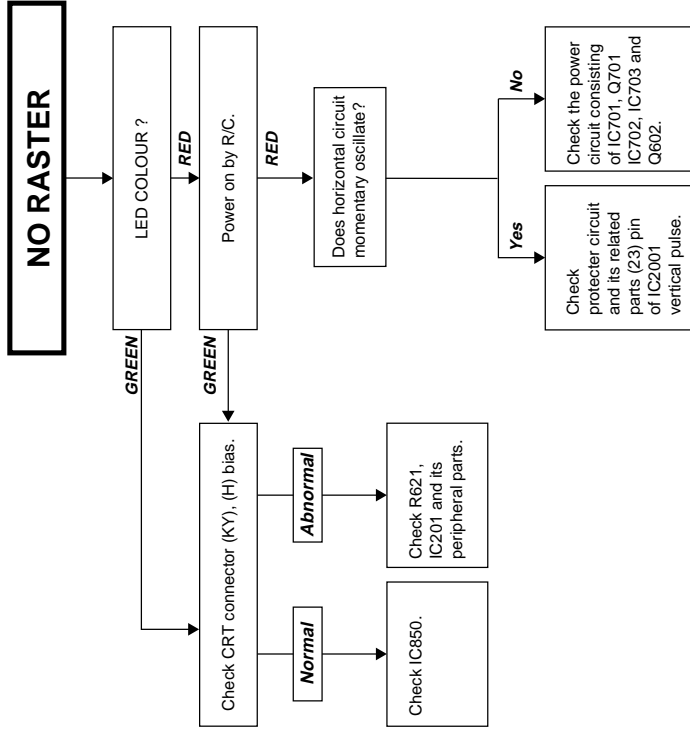 NO RASTER
LED COLOUR ?
GREEN
RED
Power on by R/C.
GREEN
RED
Check CRT connector (KY), (H) bias.
Normal
Abnormal
Check IC850.
Check R621,
IC201 and its
peripheral parts.
Does horizontal circuit
momentary oscillate?
Yes
No
Check
protecter circuit
and its related
parts (23) pin
of IC2001
vertical pulse.
Check the power
circuit consisting
of IC701, Q701
IC702, IC703 and
Q602.